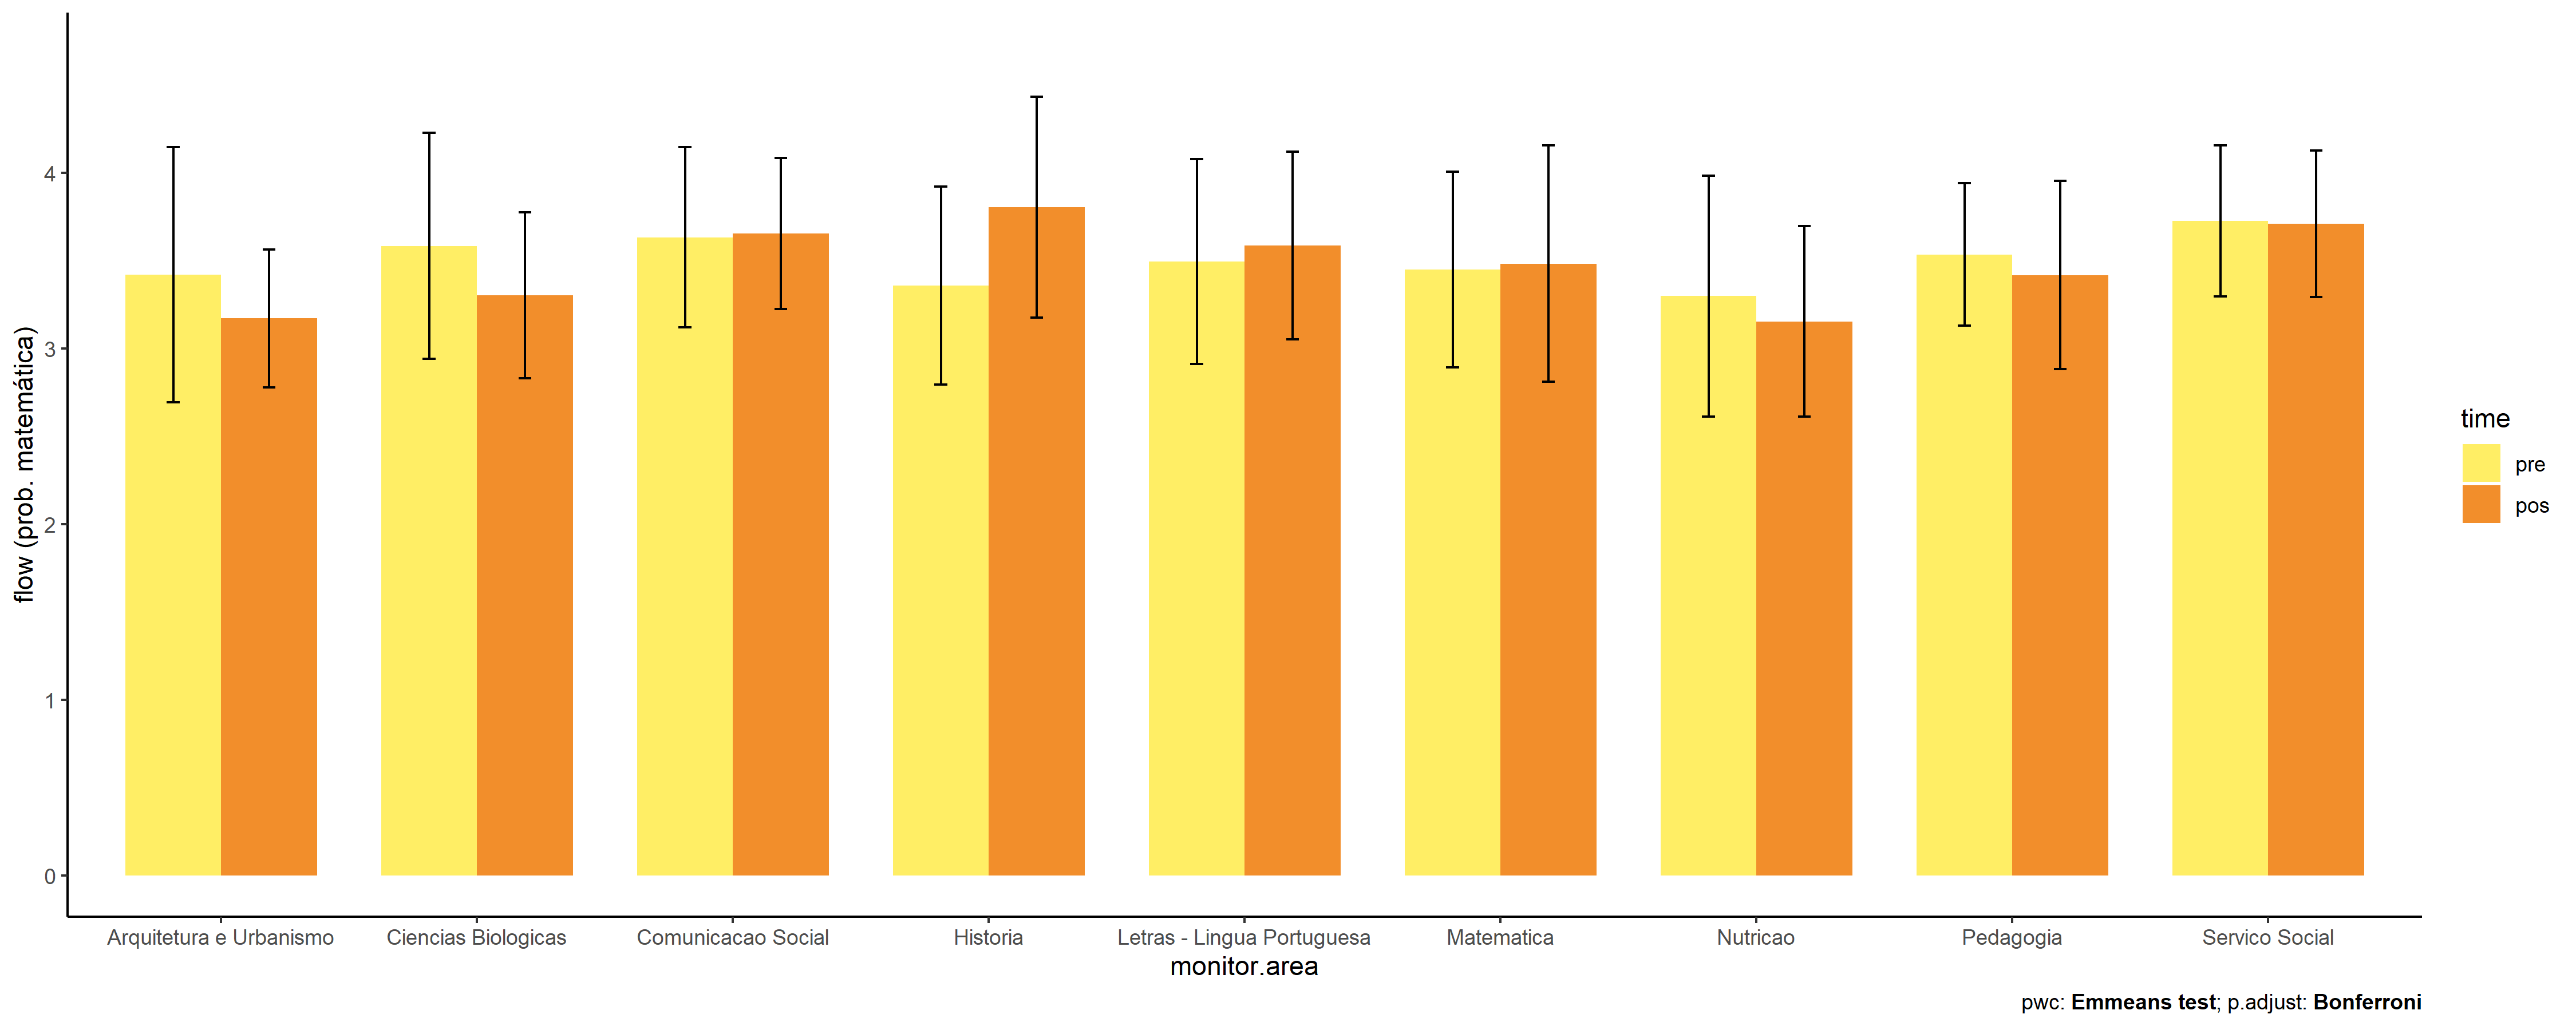 flow (prob. matemática)
4
3
2
1
0
Arquitetura e Urbanismo
Ciencias Biologicas
Comunicacao Social
Historia
Letras - Lingua Portuguesa
Matematica
Nutricao
Pedagogia
Servico Social
monitor.area
time
pre
pos
pwc: Emmeans test; p.adjust: Bonferroni